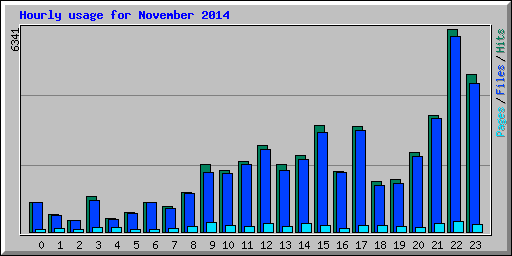 Hourly usage for November 2014
6341
Pages / Files / Hits
0 1 2 3 4 5 6 7 8 9 10 11 12 13 14 15 16 17 18 19 20 21 22 23